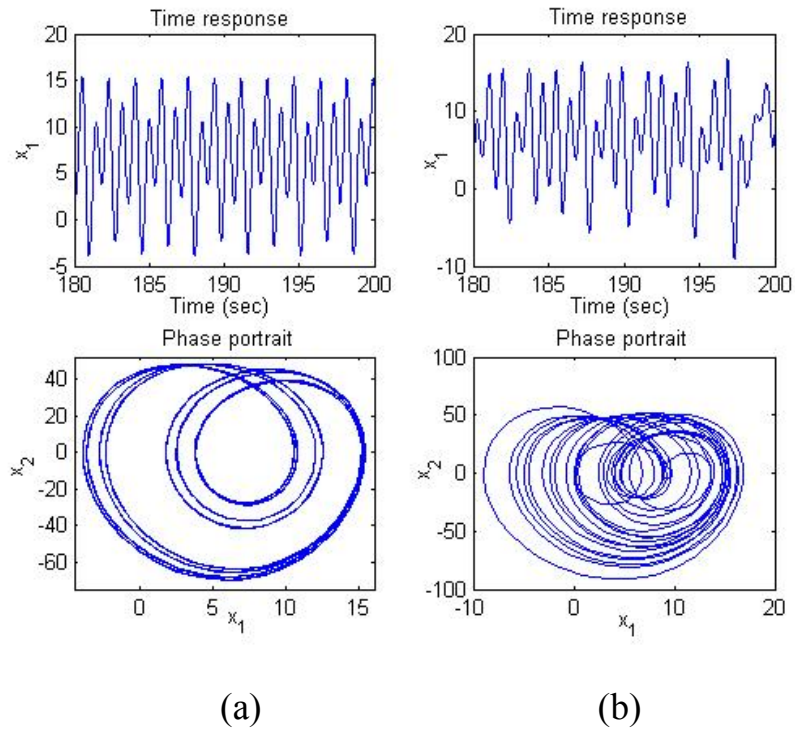 Time response
20
15
10
5
0
-5
x1
180 185 190 195 200
Time (sec)
Phase portrait
40
20
0
-20
-40
-60
x2
0 5 10 15
x1
(a)
Time response
20
10
0
-10
x1
180 185 190 195 200
Time (sec)
Phase portrait
100
50
0
-50
-100
x2
-10 0 10 20
x1
(b)